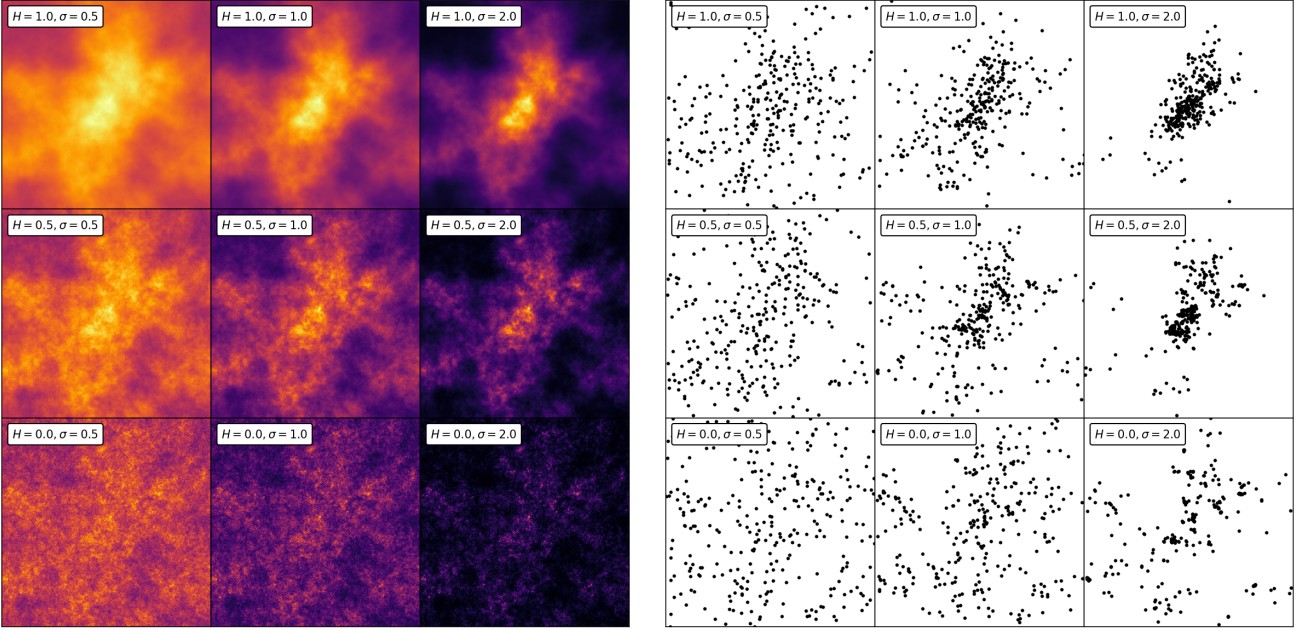 H = 1.0, σ = 0.5
H = 1.0, σ = 1.0
H = 1.0, σ = 2.0
H = 0.5, σ = 0.5
H = 0.5, σ = 1.0
H = 0.5, σ = 2.0
H = 0.0, σ = 0.5
H = 0.0, σ = 1.0
H = 0.0, σ = 2.0
H = 1.0, σ = 0.5
H = 1.0, σ = 1.0
H = 1.0, σ = 2.0
H = 0.5, σ = 0.5
H = 0.5, σ = 1.0
H = 0.5, σ = 2.0
H = 0.0, σ = 0.5
H = 0.0, σ = 1.0
H = 0.0, σ = 2.0